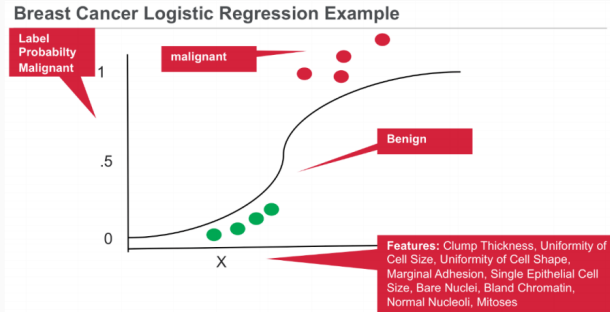 Breast Cancer Logistic Regression Example
Label
Probabilty
Malignant
malignant
1
Benign
.5
0
X
Features: Clump Thickness, Uniformity of
Cell Size, Uniformity of Cell Shape,
Marginal Adhesion, Single Epithelial Cell
Size, Bare Nuclei, Bland Chromatin,
Normal Nucleoli, Mitoses